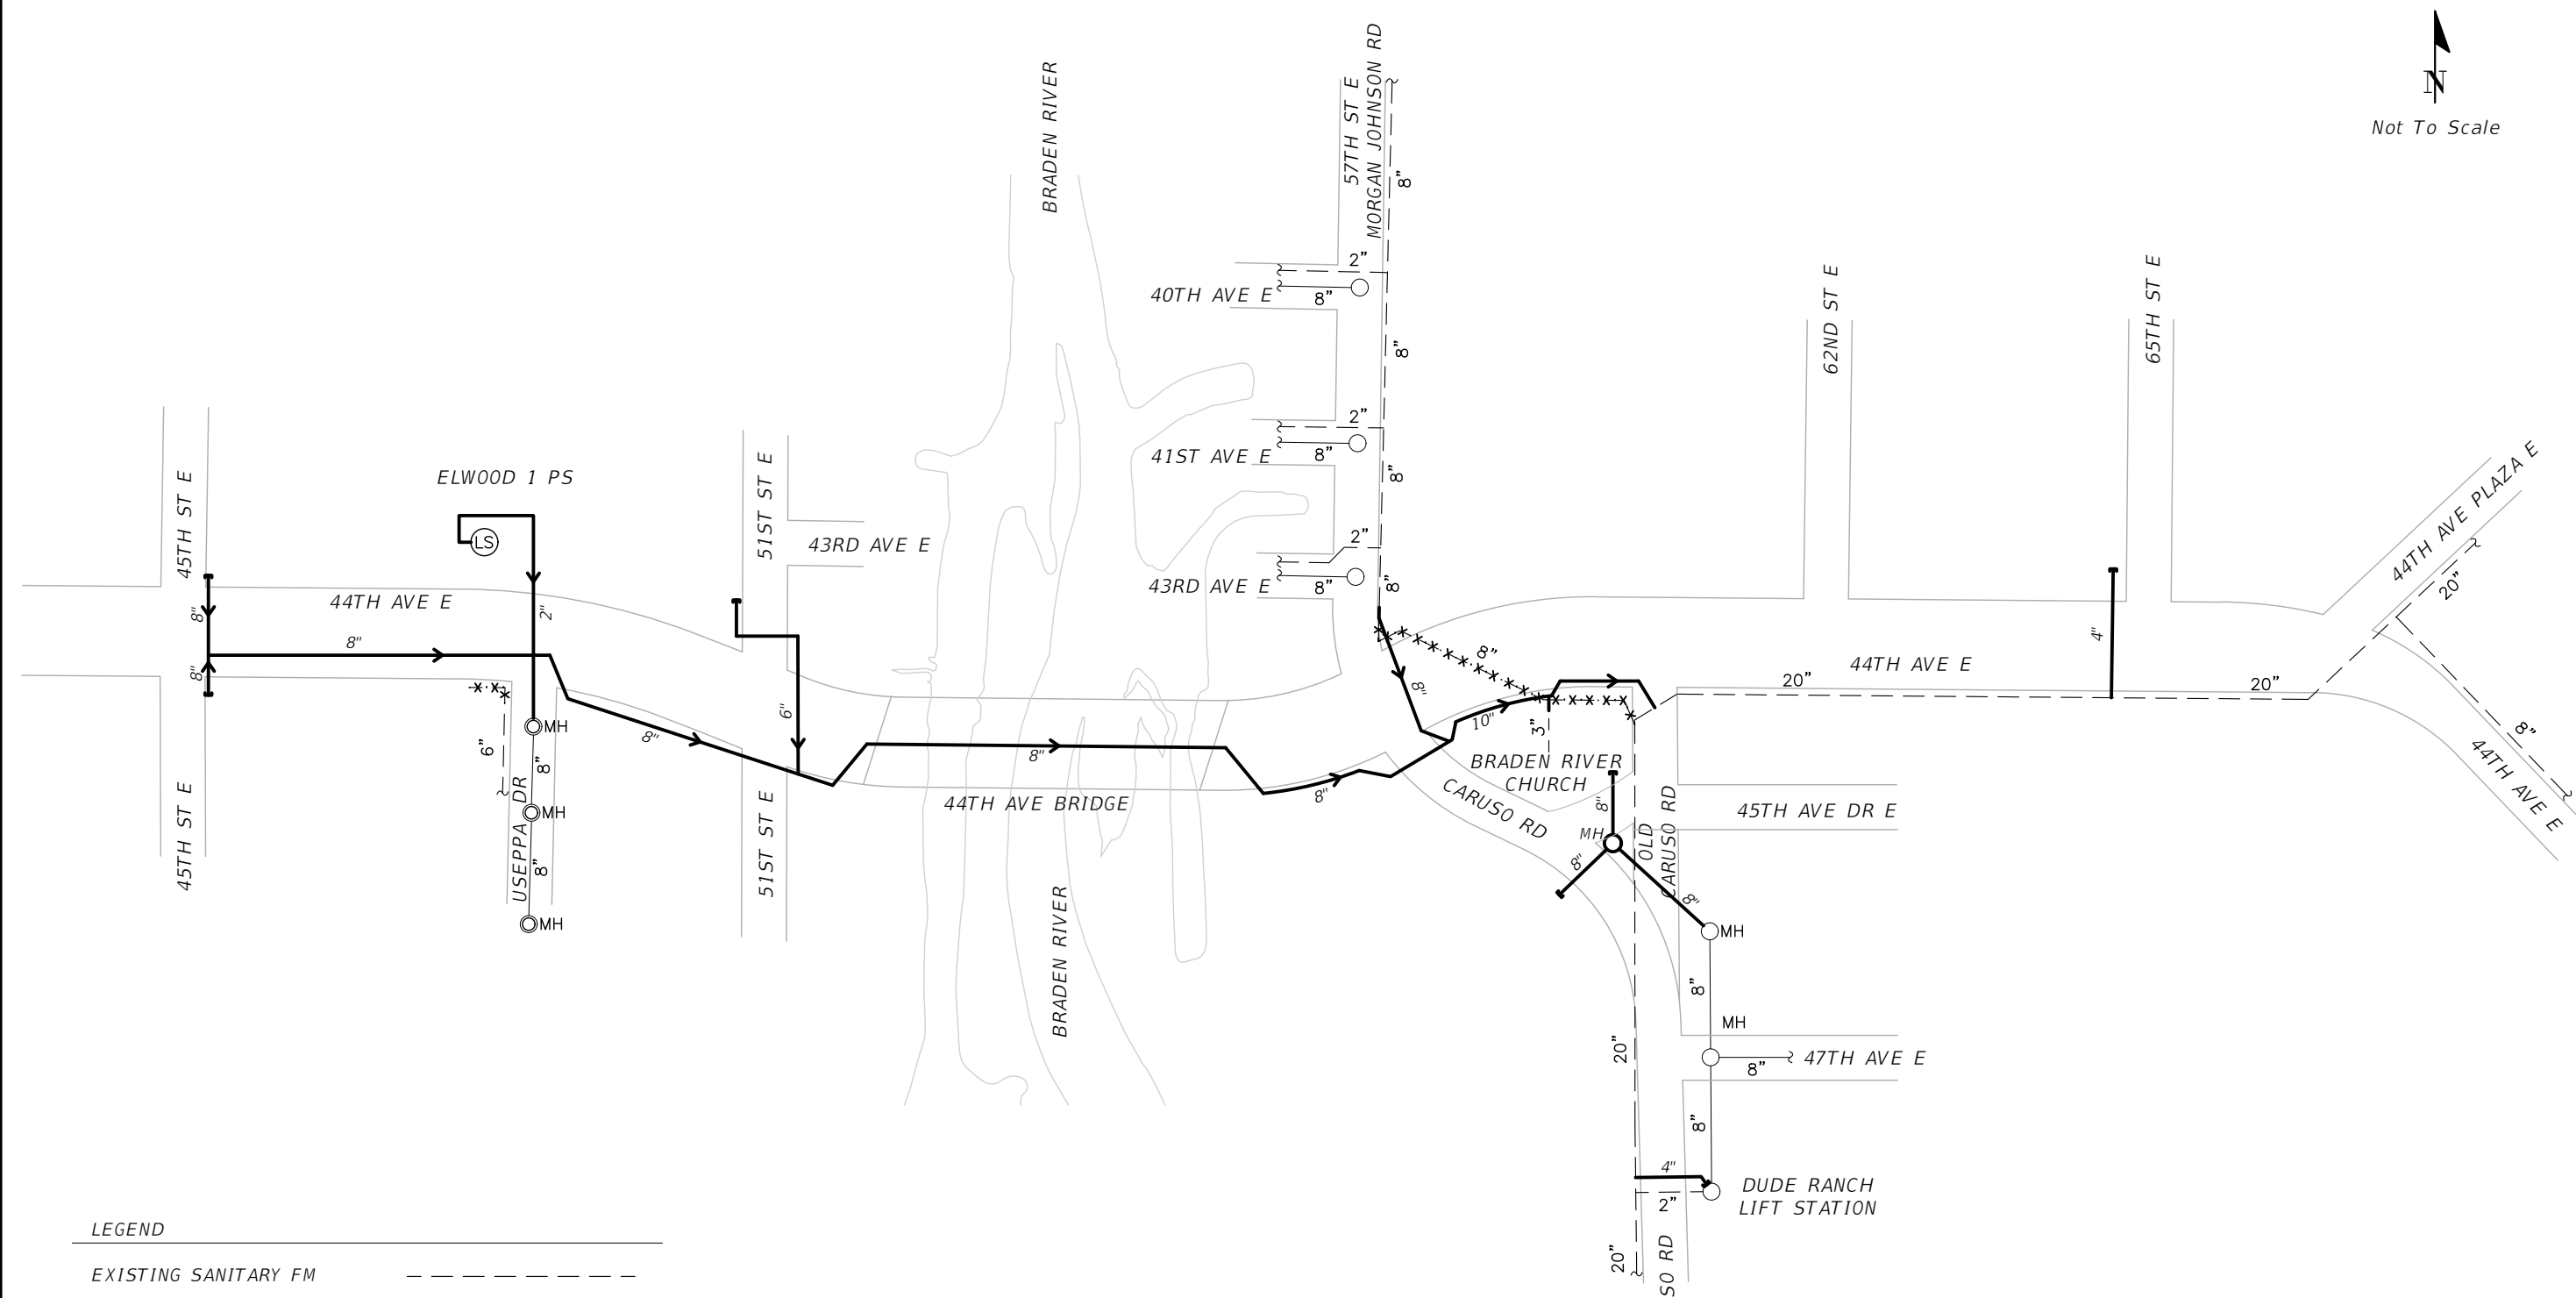 N
Not To Scale
BRADEN RIVER
57TH ST E
MORGAN JOHNSON RD
8"
2"
40TH AVE E
8"
62ND ST E
65TH ST E
8"
2"
41ST AVE E
8"
8"
45TH ST E
ELWOOD 1 PS
LS
51ST ST E
43RD AVE E
2"
43RD AVE E
8"
8"
44TH AVE PLAZA E
20"
8"
44TH AVE E
2"
8"
8"
8"
8"
4"
44TH AVE E
20"
20"
6"
8"
MH
6"
8"
8"
10"
3"
8"
44TH AVE E
8"
USEPPA DR
MH
8"
MH
45TH ST E
51ST ST E
44TH AVE BRIDGE
8"
BRADEN RIVER
CHURCH
CARUSO RD
8"
MH
8"
OLD
CARUSO RD
45TH AVE DR E
8"
MH
BRADEN RIVER
8"
MH
20"
47TH AVE E
8"
8"
4"
2"
DUDE RANCH
LIFT STATION
20"
SO RD
LEGEND
EXISTING SANITARY FM